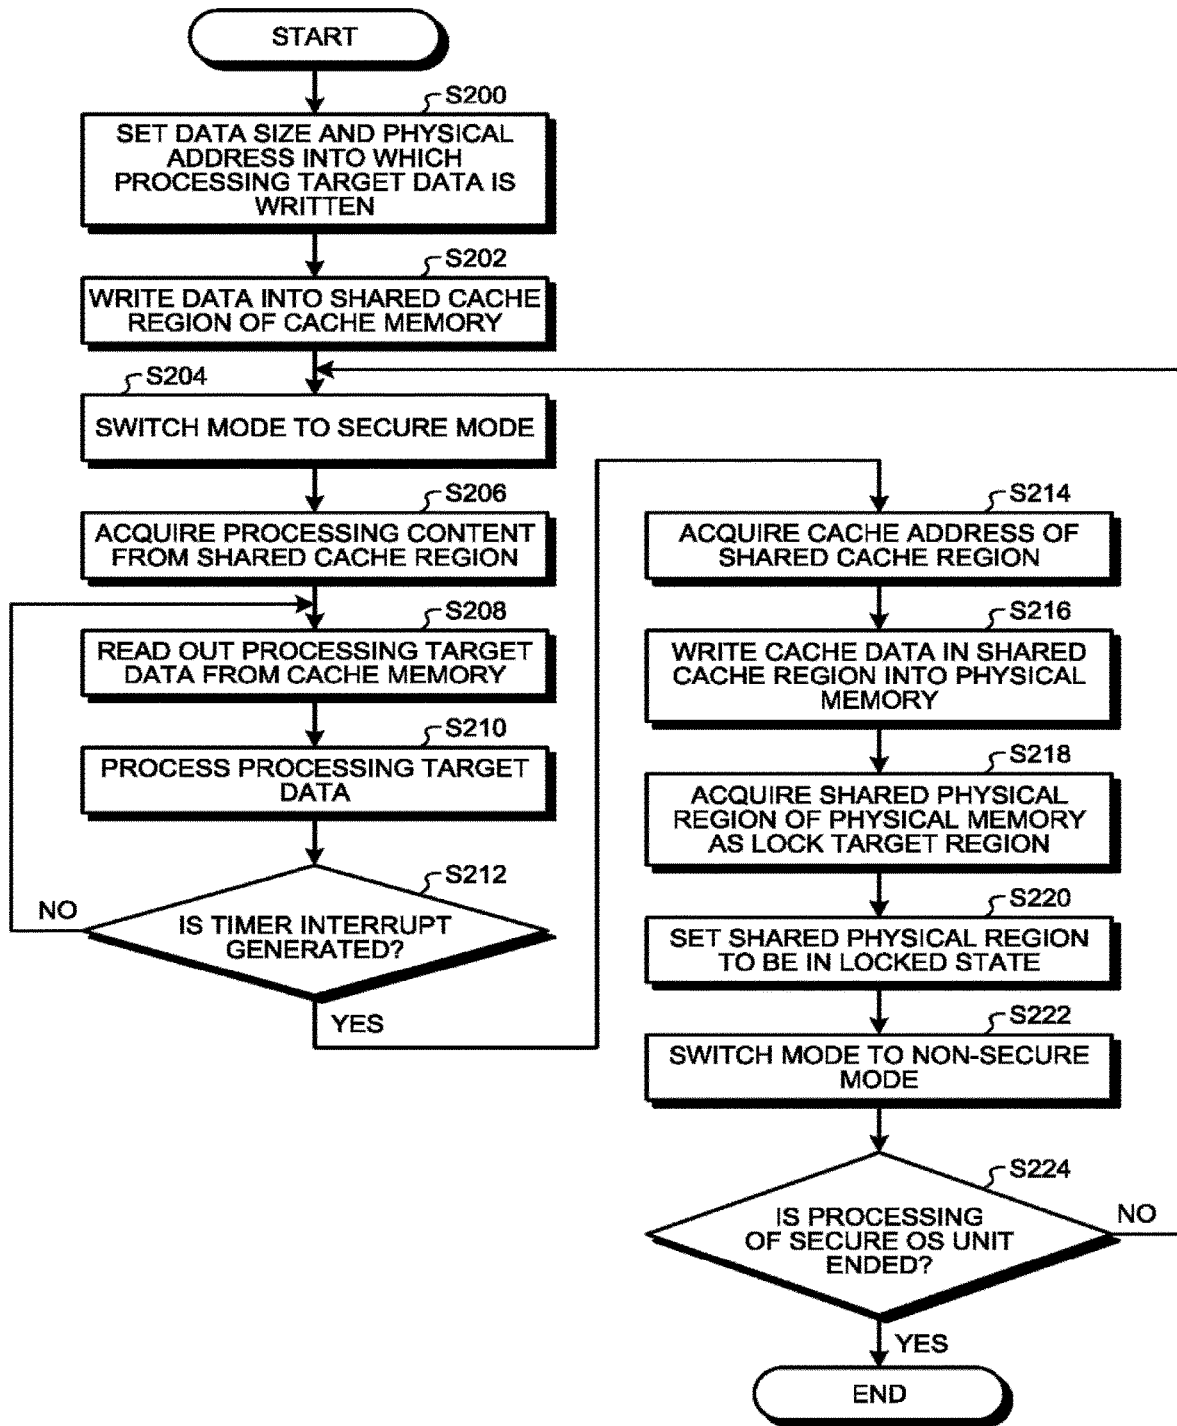 START
S200
SET DATA SIZE AND PHYSICAL
ADDRESS INTO WHICH
PROCESSING TARGET DATA IS
WRITTEN
S202
WRITE DATA INTO SHARED CACHE
REGION OF CACHE MEMORY
S204
SWITCH MODE TO SECURE MODE
S206
ACQUIRE PROCESSING CONTENT
FROM SHARED CACHE REGION
S208
READ OUT PROCESSING TARGET
DATA FROM CACHE MEMORY
S210
PROCESS PROCESSING TARGET
DATA
S212
IS TIMER INTERRUPT
GENERATED?
NO
YES
S214
ACQUIRE CACHE ADDRESS OF
SHARED CACHE REGION
S216
WRITE CACHE DATA IN SHARED
CACHE REGION INTO PHYSICAL
MEMORY
S218
ACQUIRE SHARED PHYSICAL
REGION OF PHYSICAL MEMORY
AS LOCK TARGET REGION
S220
SET SHARED PHYSICAL REGION
TO BE IN LOCKED STATE
S222
SWITCH MODE TO NON-SECURE
MODE
S224
IS PROCESSING
OF SECURE OS UNIT
ENDED?
NO
YES
END